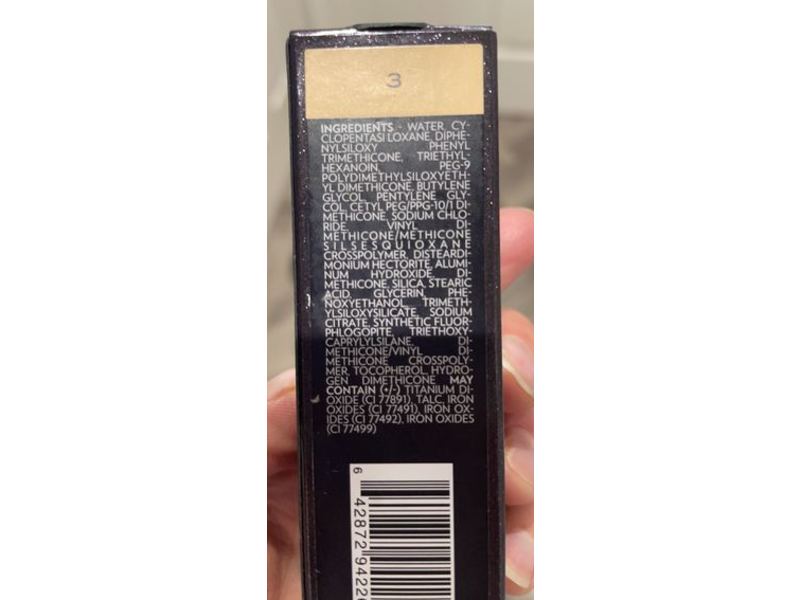 3
INGREDIENTS - WATER, CY-
CLOPENTASI LOXANE, DIPHE-
NYLSILOXY PHENYL
TRIMETHICONE, TRIETHYL-
HEXANOIN, PEG-9
POLYDIMETHYLSILOXYETH-
YL DIMETHICONE, BUTYLENE
GLYCOL, PENTYLENE GLY-
COL, CETYL PEG/PPG-10/1 DI-
METHICONE, SODIUM CHLO-
RIDE, VINYL DI-
METHICONE/METHICONE
SILSESQUIOXANE
CROSSPOLYMER, DISTEARDI-
MONIUM HECTORITE, ALUMI-
NUM HYDROXIDE, DI-
METHICONE, SILICA, STEARIC
ACID, GLYCERIN, PHE-
NOXYETHANOL, TRIMETH-
YLSILOXYSILICATE, SODIUM
CITRATE, SYNTHETIC FLUOR-
PHLOGOPITE, TRIETHOXY-
CAPRYLYLSILANE, DI-
METHICONE/VINYL DI-
METHICONE CROSSPOLY-
MER, TOCOPHEROL, HYDRO-
GEN DIMETHICONE MAY
CONTAIN (+/-) TITANIUM DI-
OXIDE (CI 77891), TALC, IRON
OXIDES (CI 77491), IRON OX-
IDES (CI 77492), IRON OXIDES
(CI 77499)
6 42872 9422